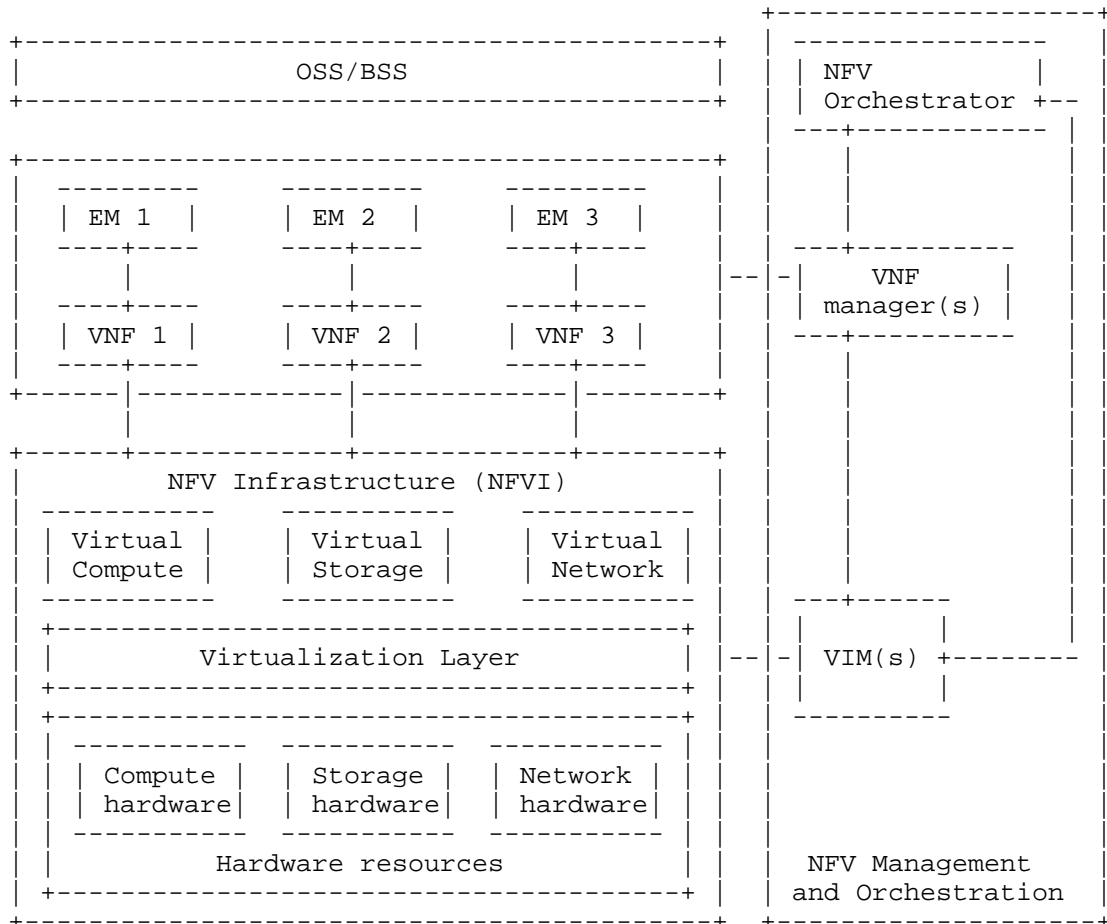 OSS/BSS
NFV
Orchestrator
EM 1
EM 2
EM 3
VNF
manager(s)
VNF 1
VNF 2
VNF 3
NFV Infrastructure (NFVI)
Virtual
Compute
Virtual
Storage
Virtual
Network
Virtualization Layer
VIM(s)
Compute
hardware
Storage
hardware
Network
hardware
Hardware resources
NFV Management
and Orchestration